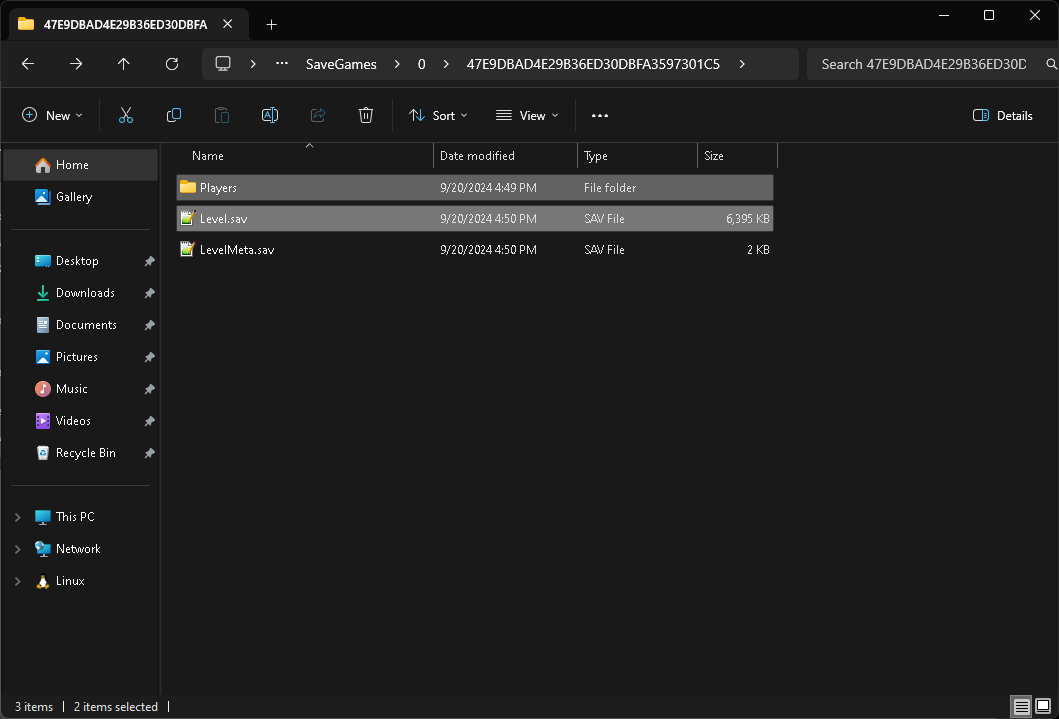 47E9DBAD4E29B36ED30DBFA
SaveGames 0 47E9DBAD4E29B36ED30DBFA3597301C5 Search 47E9DBAD4E29B36ED30D
New Sort View Details
Name Date modified Type Size
Home
Gallery
Desktop
Downloads
Documents
Pictures
Music
Videos
Recycle Bin
This PC
Network
Linux
Players 9/20/2024 4:49 PM File folder
Level.sav 9/20/2024 4:50 PM SAV File 6,395 KB
LevelMeta.sav 9/20/2024 4:50 PM SAV File 2 KB
3 items 2 items selected